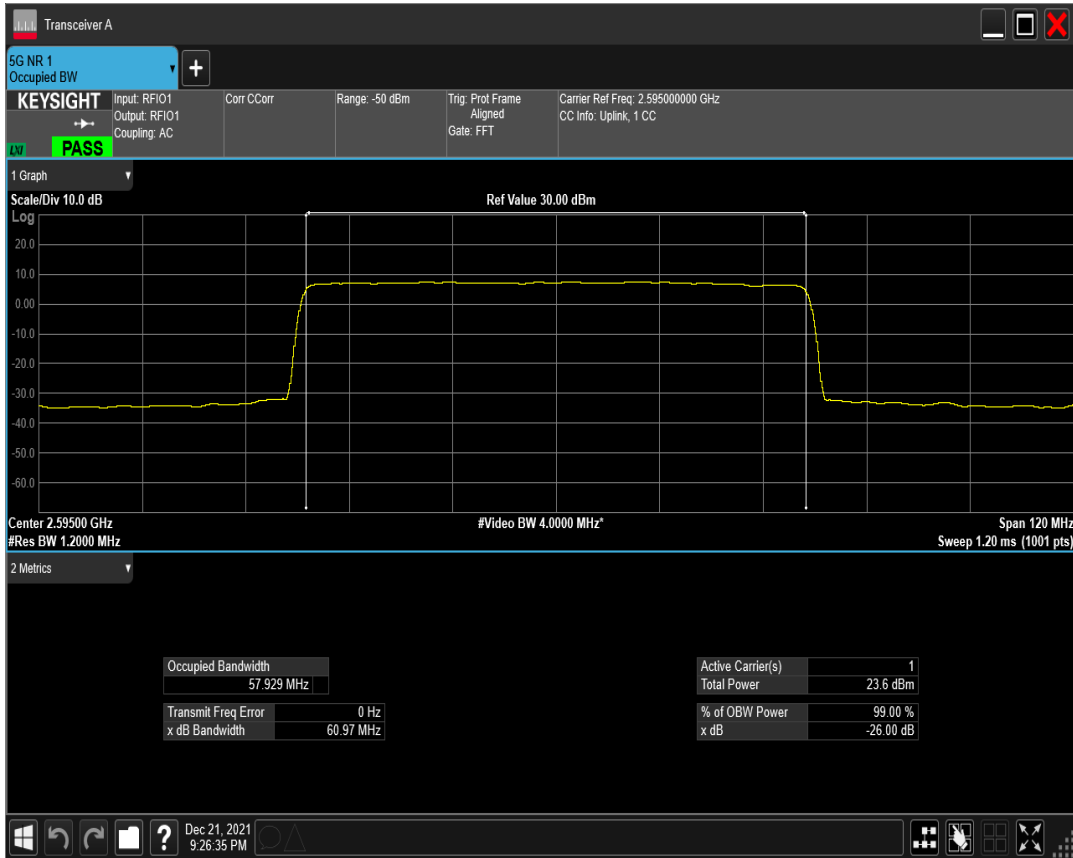 Transceiver A
5G NR 1
Occupied BW
+
KEYSIGHT
Input: RFIO1
Output: RFIO1
Coupling: AC
Corr CCorr
Range: -50 dBm
Trig: Prot Frame
Aligned
Gate: FFT
Carrier Ref Freq: 2.595000000 GHz
CC Info: Uplink, 1 CC
LXI
PASS
1 Graph
Scale/Div 10.0 dB
Ref Value 30.00 dBm
Log
20.0
10.0
0.00
-10.0
-20.0
-30.0
-40.0
-50.0
-60.0
Center 2.59500 GHz
#Video BW 4.0000 MHz*
Span 120 MHz
#Res BW 1.2000 MHz
Sweep 1.20 ms (1001 pts)
2 Metrics
Occupied Bandwidth
57.929 MHz
Transmit Freq Error 0 Hz
x dB Bandwidth 60.97 MHz
Active Carrier(s) 1
Total Power 23.6 dBm
% of OBW Power 99.00 %
x dB -26.00 dB
?
Dec 21, 2021
9:26:35 PM